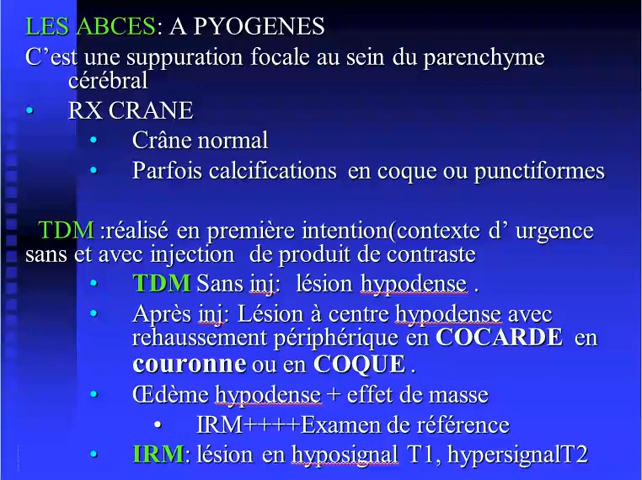 LES ABCES: A PYOGENES
C’est une suppuration focale au sein du parenchyme
cérébral
• RX CRANE
• Crâne normal
• Parfois calcifications en coque ou punctiformes
TDM :réalisé en première intention(contexte d’ urgence
sans et avec injection de produit de contraste
• TDM Sans inj: lésion hypodense .
• Après inj: Lésion à centre hypodense avec
rehaussement périphérique en COCARDE en
couronne ou en COQUE .
• Œdème hypodense + effet de masse
• IRM++++Examen de référence
• IRM: lésion en hyposignal T1, hypersignalT2